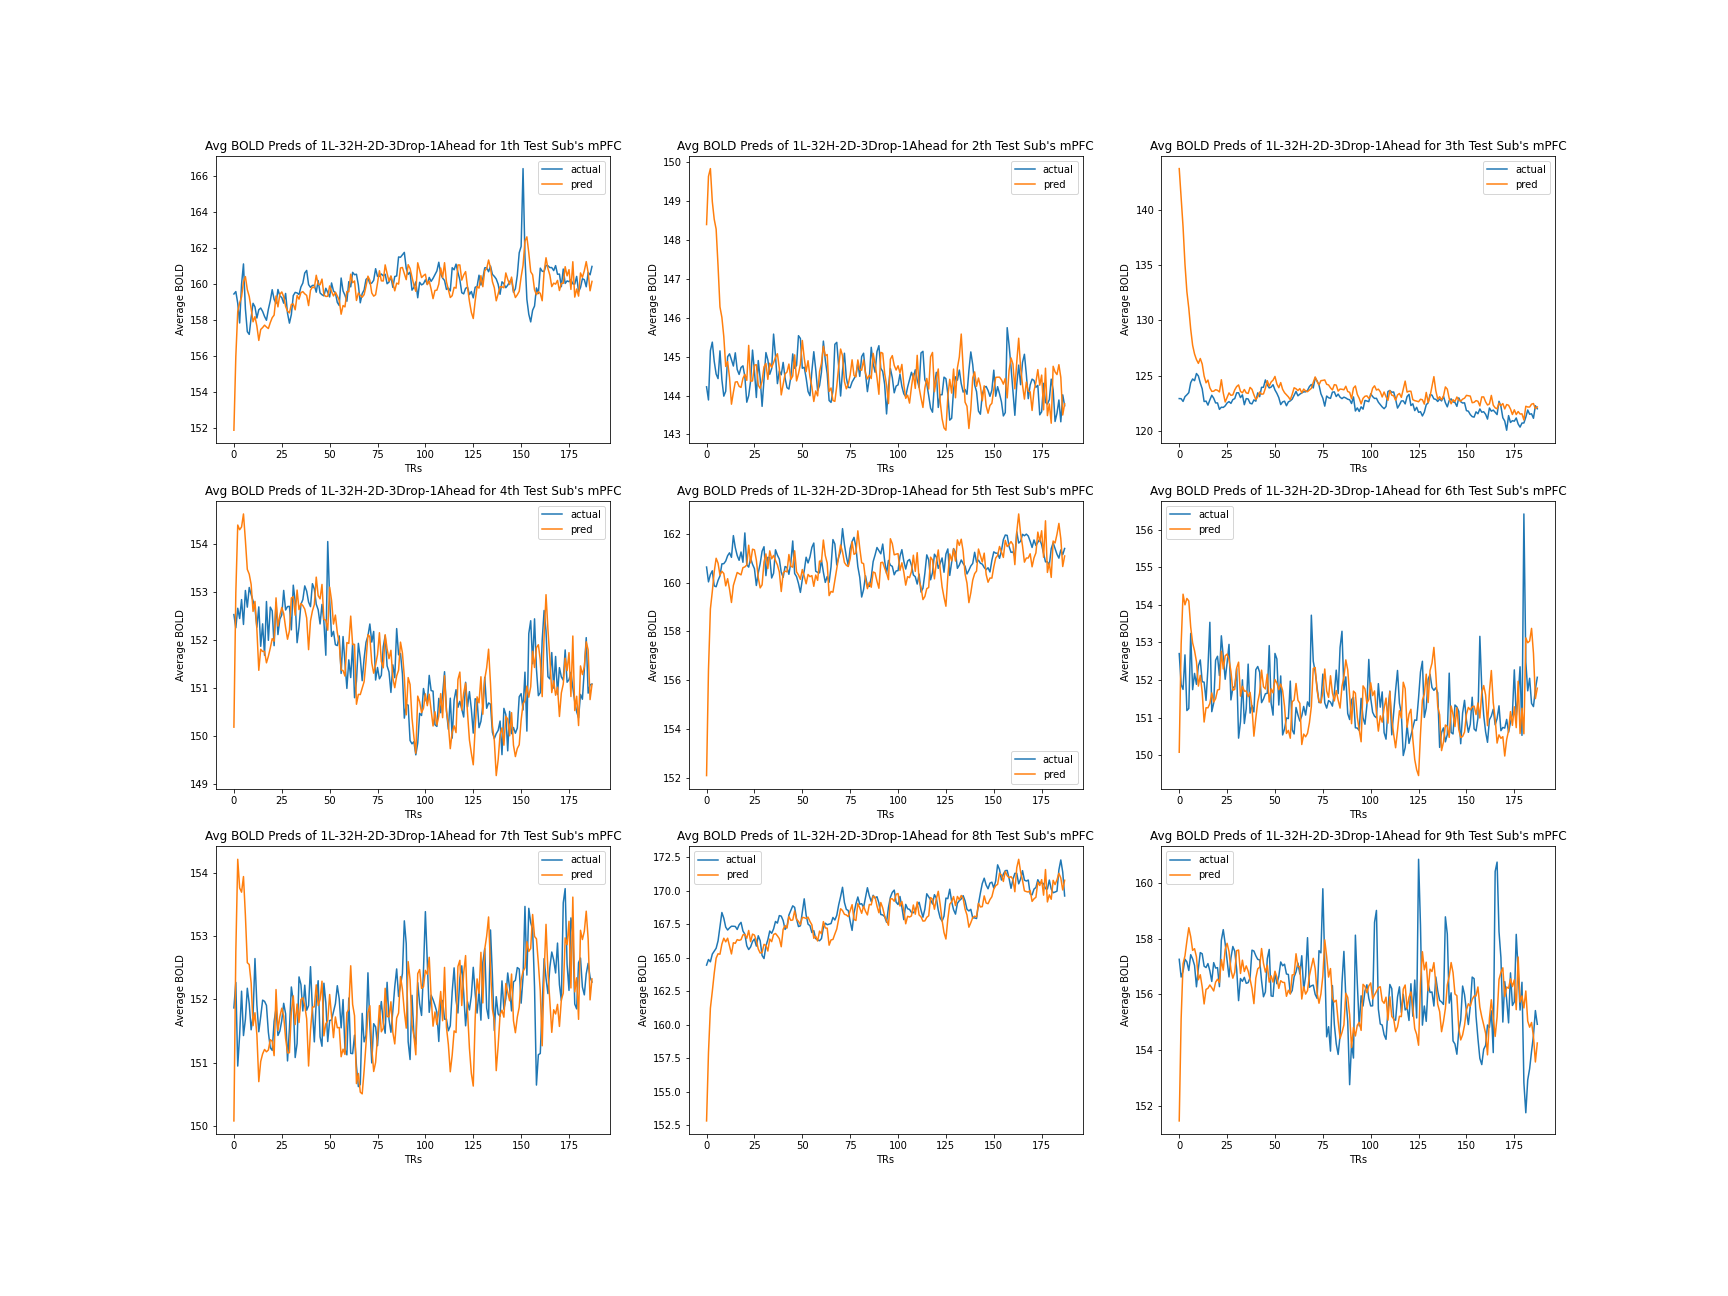 Avg BOLD Preds of 1L-32H-2D-3Drop-1Ahead for 1th Test Sub's mPFC
Average BOLD
166
164
162
160
158
156
154
152
actual
pred
0 25 50 75 100 125 150 175
TRs
Avg BOLD Preds of 1L-32H-2D-3Drop-1Ahead for 2th Test Sub's mPFC
Average BOLD
150
149
148
147
146
145
144
143
actual
pred
0 25 50 75 100 125 150 175
TRs
Avg BOLD Preds of 1L-32H-2D-3Drop-1Ahead for 3th Test Sub's mPFC
Average BOLD
140
135
130
125
120
actual
pred
0 25 50 75 100 125 150 175
TRs
Avg BOLD Preds of 1L-32H-2D-3Drop-1Ahead for 4th Test Sub's mPFC
Average BOLD
154
153
152
151
150
149
actual
pred
0 25 50 75 100 125 150 175
TRs
Avg BOLD Preds of 1L-32H-2D-3Drop-1Ahead for 5th Test Sub's mPFC
Average BOLD
162
160
158
156
154
152
actual
pred
0 25 50 75 100 125 150 175
TRs
Avg BOLD Preds of 1L-32H-2D-3Drop-1Ahead for 6th Test Sub's mPFC
Average BOLD
156
155
154
153
152
151
150
actual
pred
0 25 50 75 100 125 150 175
TRs
Avg BOLD Preds of 1L-32H-2D-3Drop-1Ahead for 7th Test Sub's mPFC
Average BOLD
154
153
152
151
150
actual
pred
0 25 50 75 100 125 150 175
TRs
Avg BOLD Preds of 1L-32H-2D-3Drop-1Ahead for 8th Test Sub's mPFC
Average BOLD
172.5
170.0
167.5
165.0
162.5
160.0
157.5
155.0
152.5
actual
pred
0 25 50 75 100 125 150 175
TRs
Avg BOLD Preds of 1L-32H-2D-3Drop-1Ahead for 9th Test Sub's mPFC
Average BOLD
160
158
156
154
152
actual
pred
0 25 50 75 100 125 150 175
TRs